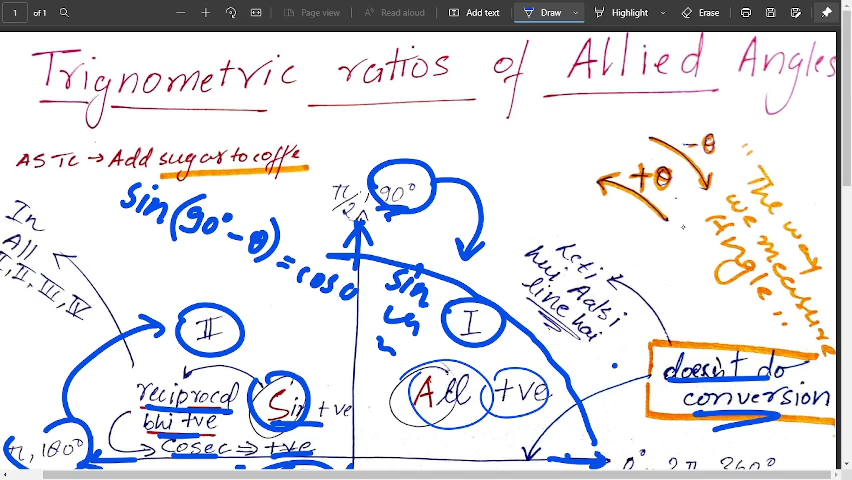 1 of 1 Page view Read aloud Add text Draw Highlight Erase
Trignometric ratios of Allied Angles
ASTC → Add sugar to coffe
π/2, 90°
-θ
+θ
"The way
we measure
Angle"
sin(90° - θ) = cosθ
In
All
I, II, III, IV
sin
hai Aalsi
line hai
II
I
reciprocal
bhi +ve
Sin +ve
→ Cosec ⇒ +ve
All +ve
doesn't do
conversion
π, 180°
0°, 2π, 360°